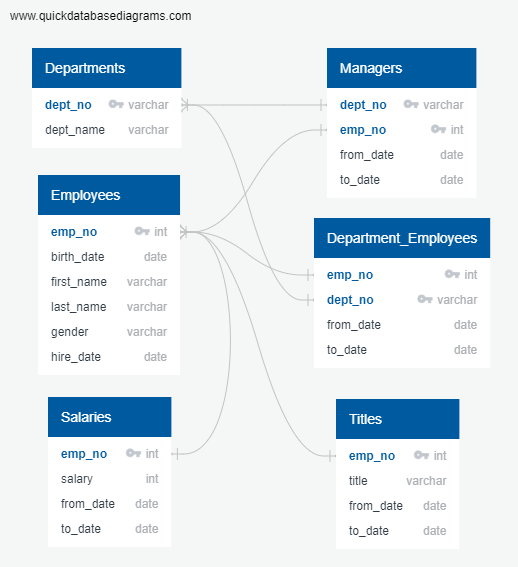 www.quickdatabasediagrams.com
Departments
dept_no varchar
dept_name varchar
Managers
dept_no varchar
emp_no int
from_date date
to_date date
Employees
emp_no int
birth_date date
first_name varchar
last_name varchar
gender varchar
hire_date date
Department_Employees
emp_no int
dept_no varchar
from_date date
to_date date
Salaries
emp_no int
salary int
from_date date
to_date date
Titles
emp_no int
title varchar
from_date date
to_date date